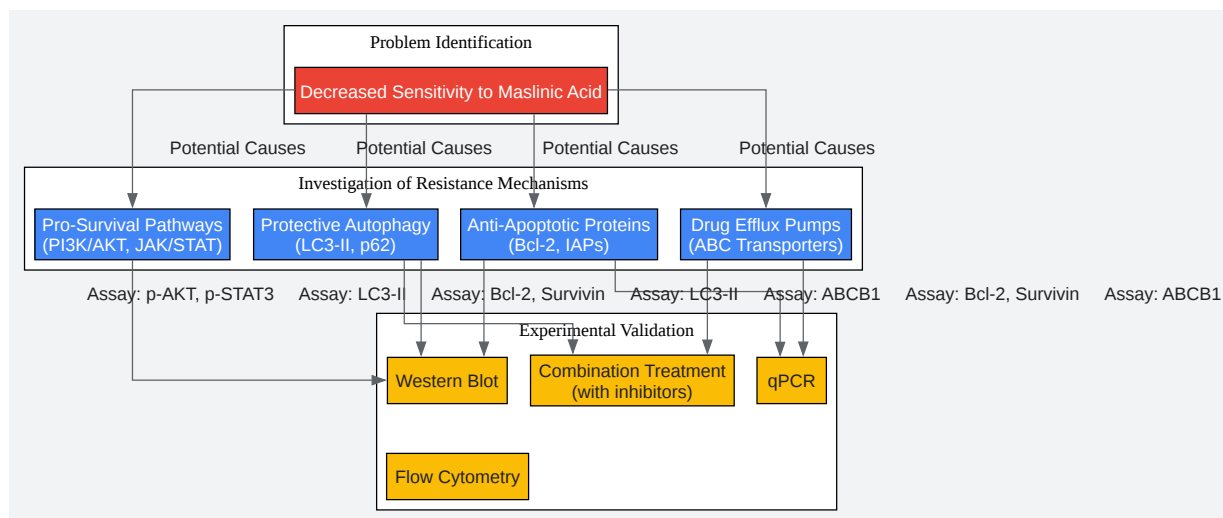 Problem Identification
Decreased Sensitivity to Maslinic Acid
Potential Causes
Potential Causes
Potential Causes
Potential Causes
Investigation of Resistance Mechanisms
Pro-Survival Pathways
(PI3K/AKT, JAK/STAT)
Protective Autophagy
(LC3-II, p62)
Anti-Apoptotic Proteins
(Bcl-2, IAPs)
Drug Efflux Pumps
(ABC Transporters)
Assay: p-AKT, p-STAT3
Assay: LC3-II
Assay: Bcl-2, Survivin
Assay: LC3-II
Assay: ABCB1
Assay: Bcl-2, Survivin
Assay: ABCB1
Experimental Validation
Western Blot
Combination Treatment
(with inhibitors)
qPCR
Flow Cytometry